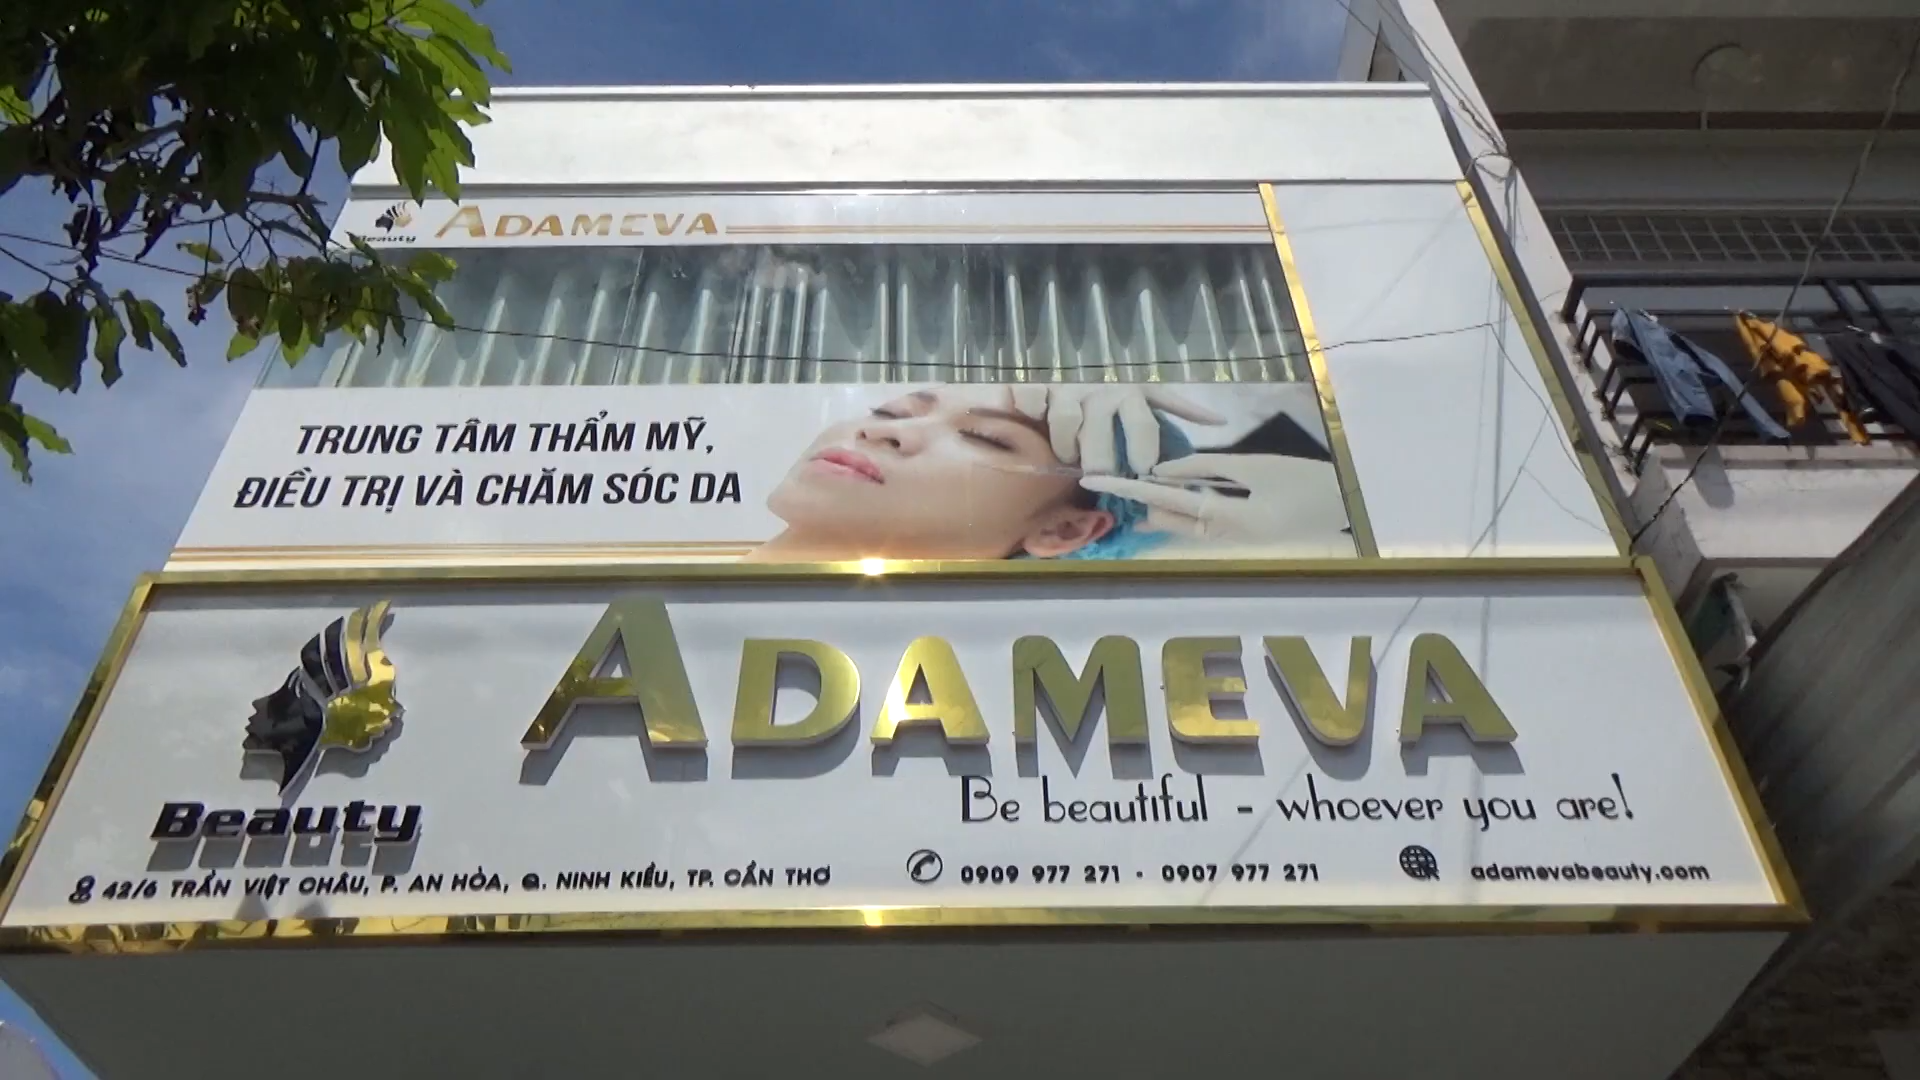 Beauty ADAMEVA
TRUNG TÂM THẨM MỸ,
ĐIỀU TRỊ VÀ CHĂM SÓC DA
ADAMEVA
Be beautiful - whoever you are!
Beauty
42/6 TRẦN VIỆT CHÂU, P. AN HÒA, Q. NINH KIỀU, TP. CẦN THƠ
0909 977 271 - 0907 977 271
adamevabeauty.com